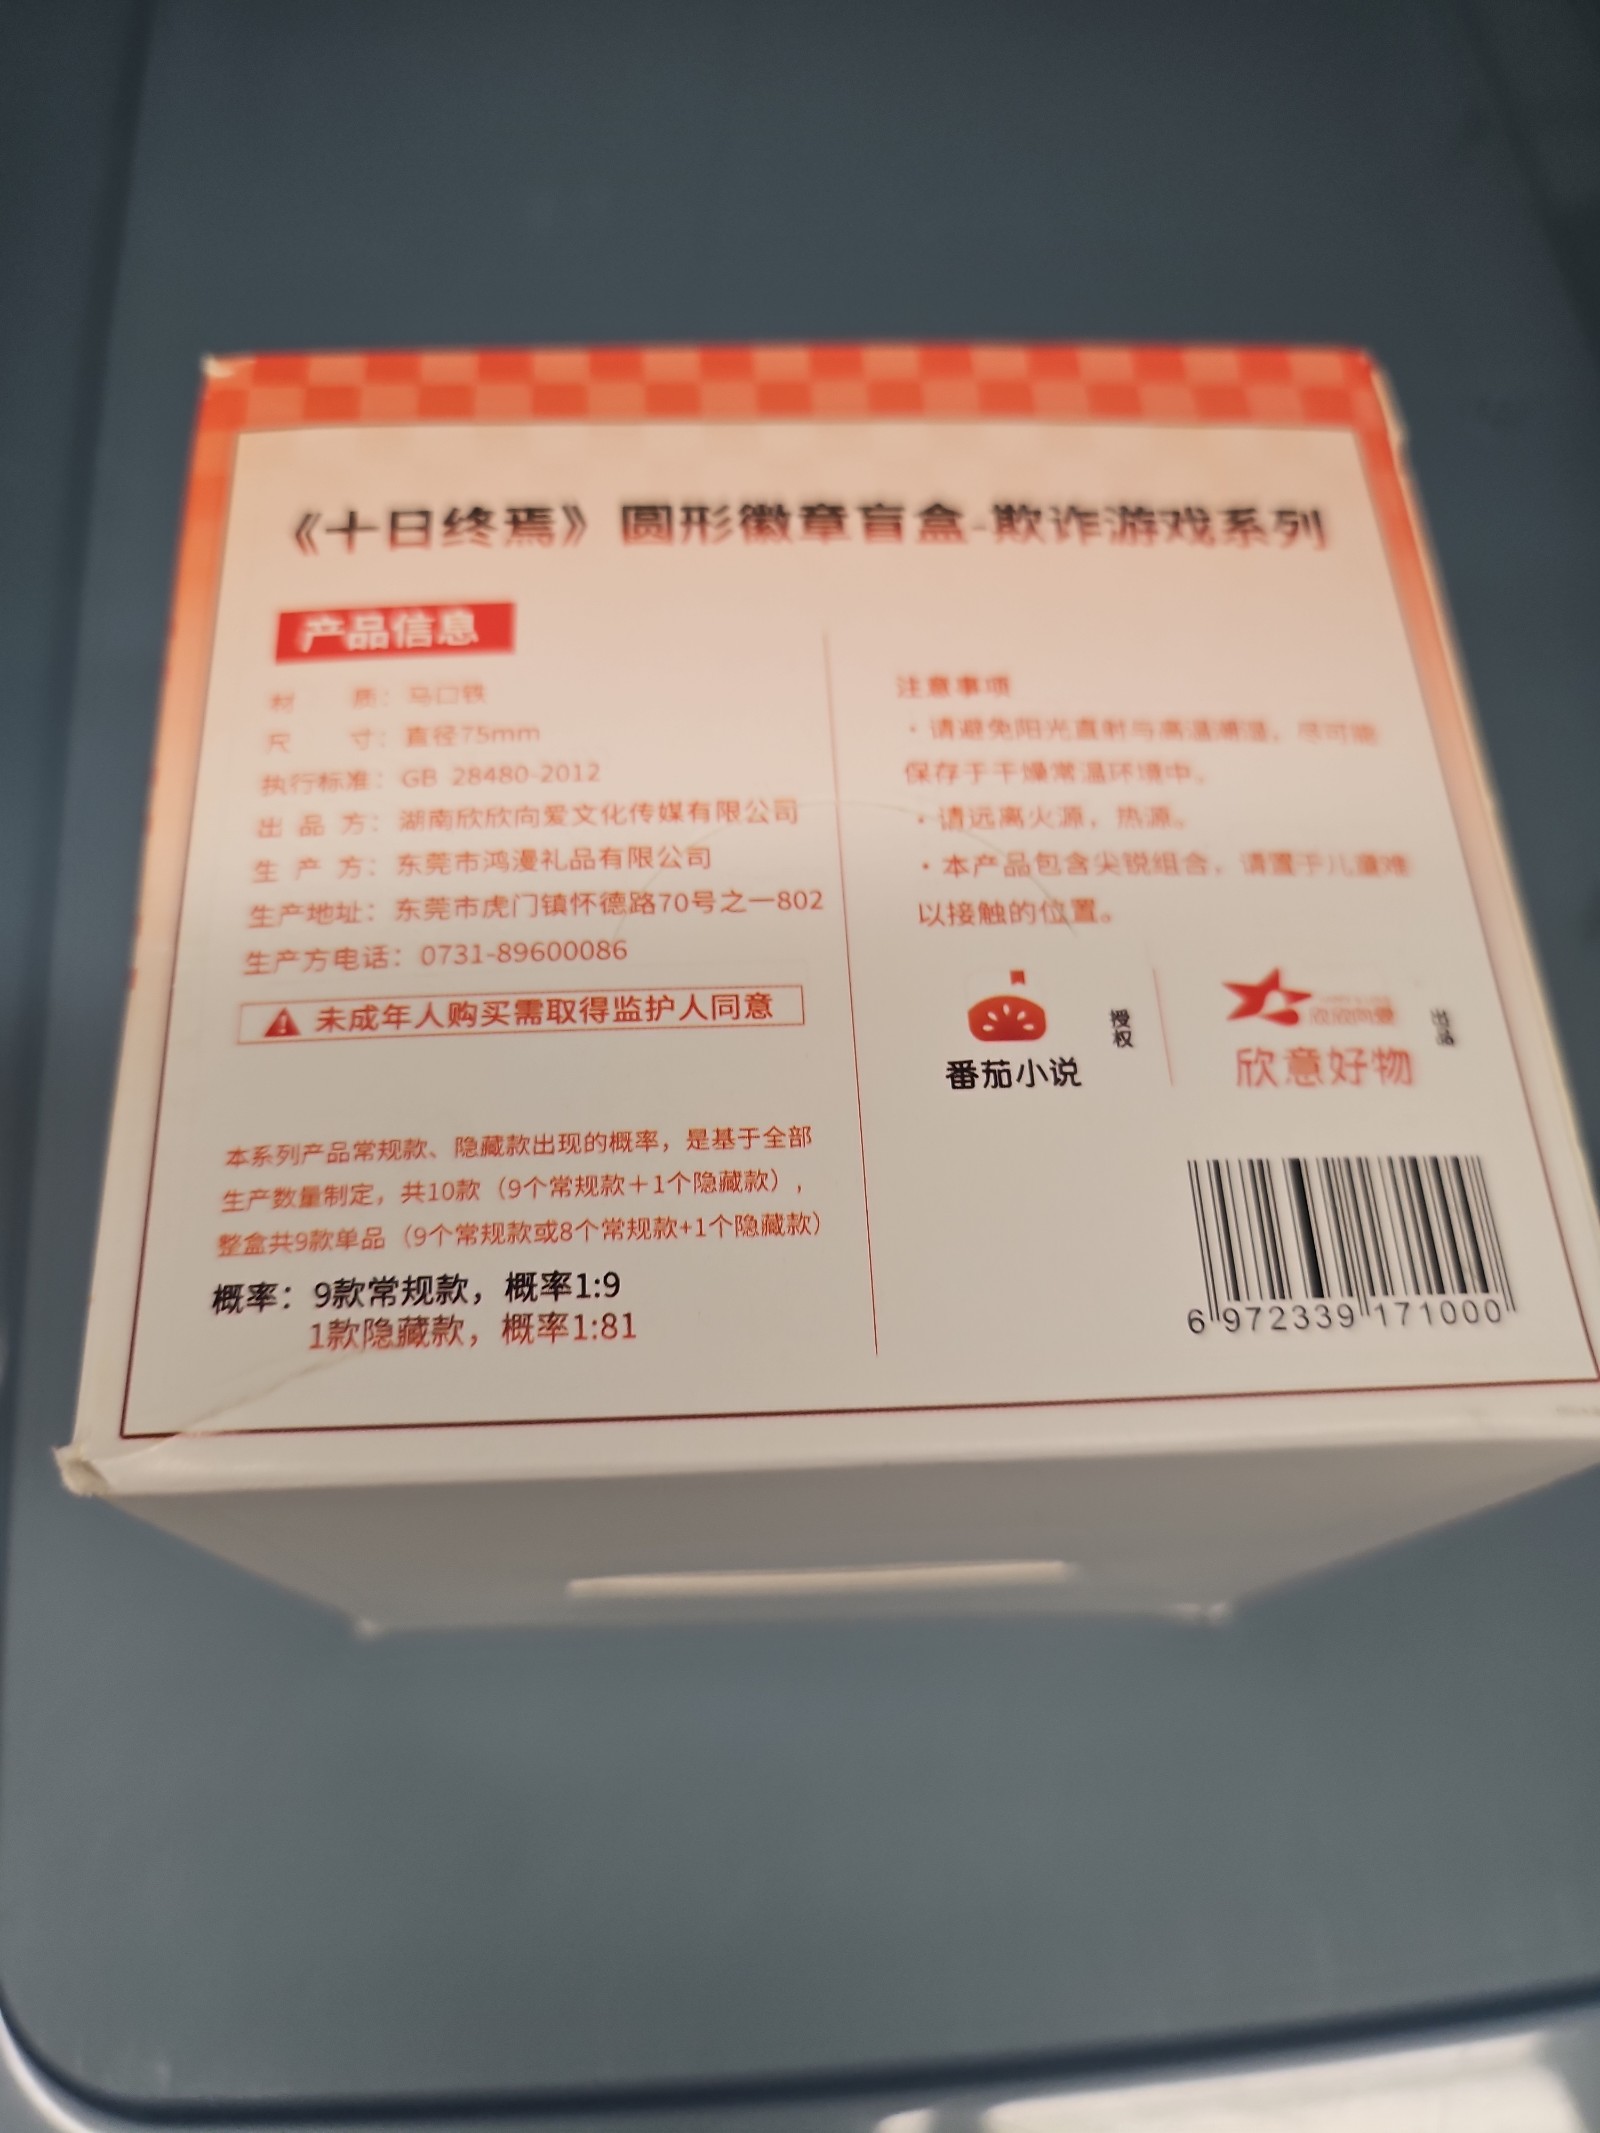 《十日终焉》圆形徽章盲盒-欺诈游戏系列
产品信息
材 质：马口铁
尺 寸：直径75mm
执行标准：GB 28480-2012
出 品 方：湖南欣欣向爱文化传媒有限公司
生 产 方：东莞市鸿漫礼品有限公司
生产地址：东莞市虎门镇怀德路70号之一802
生产方电话：0731-89600086
未成年人购买需取得监护人同意
本系列产品常规款、隐藏款出现的概率，是基于全部
生产数量制定，共10款（9个常规款＋1个隐藏款），
整盒共9款单品（9个常规款或8个常规款+1个隐藏款）
概率：9款常规款，概率1:9
1款隐藏款，概率1:81
注意事项
·请避免阳光直射与高温潮湿，尽可能
保存于干燥常温环境中。
·请远离火源，热源。
·本产品包含尖锐组合，请置于儿童难
以接触的位置。
番茄小说
授权
欣欣向爱
欣意好物
出品
6 972339 171000